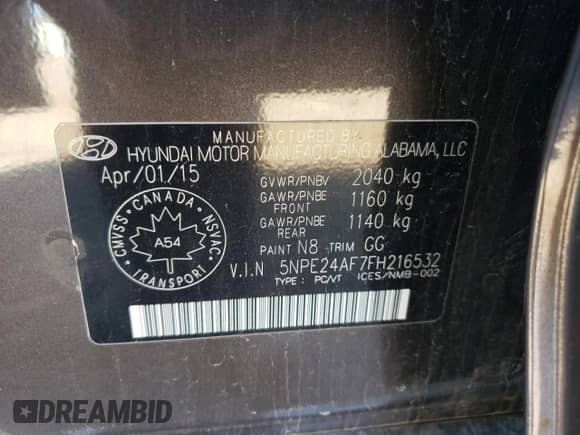 MANUFACTURED BY
HYUNDAI MOTOR MANUFACTURING ALABAMA, LLC
Apr/01/15
GVWR/PNBV 2040 kg
GAWR/PNBE FRONT 1160 kg
GAWR/PNBE REAR 1140 kg
PAINT N8 TRIM GG
V.I.N 5NPE24AF7FH216532
TYPE : PC/VT ICES/NMB-002
CANADA
CMVSS NSVAC
A54
TRANSPORT
DREAMBID